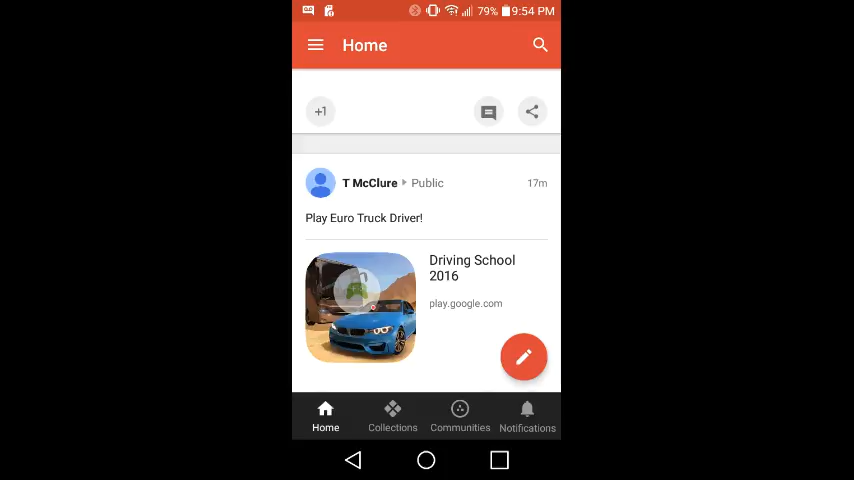 79% 9:54 PM
Home
+1
T McClure Public 17m
Play Euro Truck Driver!
Driving School
2016
play.google.com
Home Collections Communities Notifications